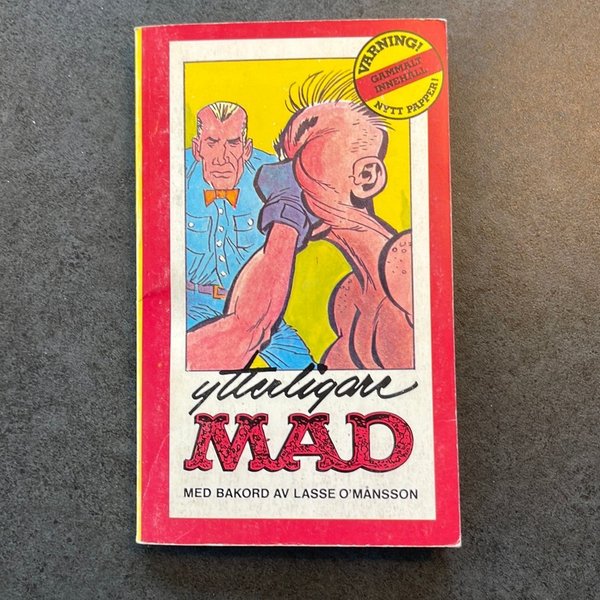 VARNING!
GAMMALT
INNEHÅLL
NYTT PAPPER!
ytterligare
MAD
MED BAKORD AV LASSE O'MÅNSSON